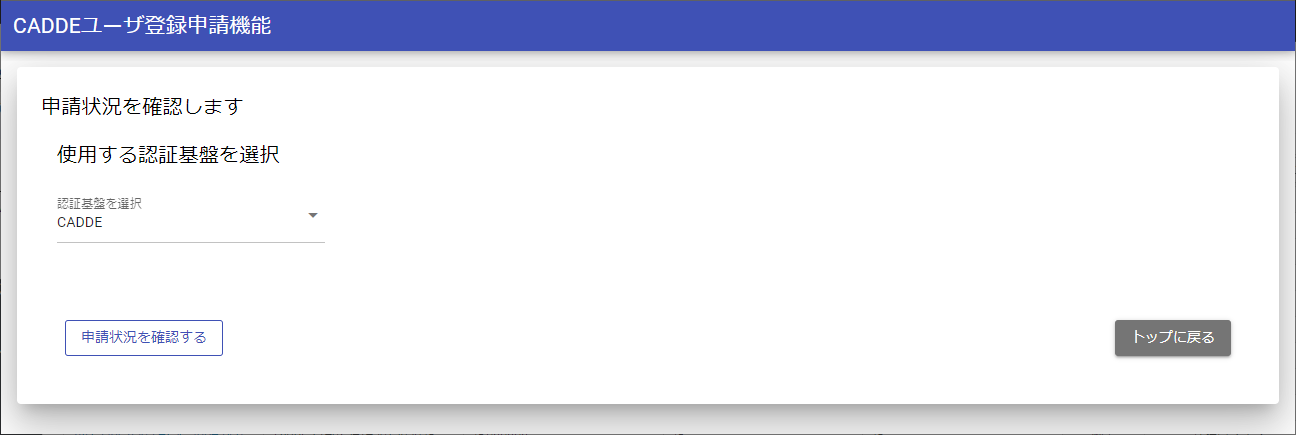 CADDEユーザ登録申請機能
申請状況を確認します
使用する認証基盤を選択
認証基盤を選択
CADDE
申請状況を確認する
トップに戻る